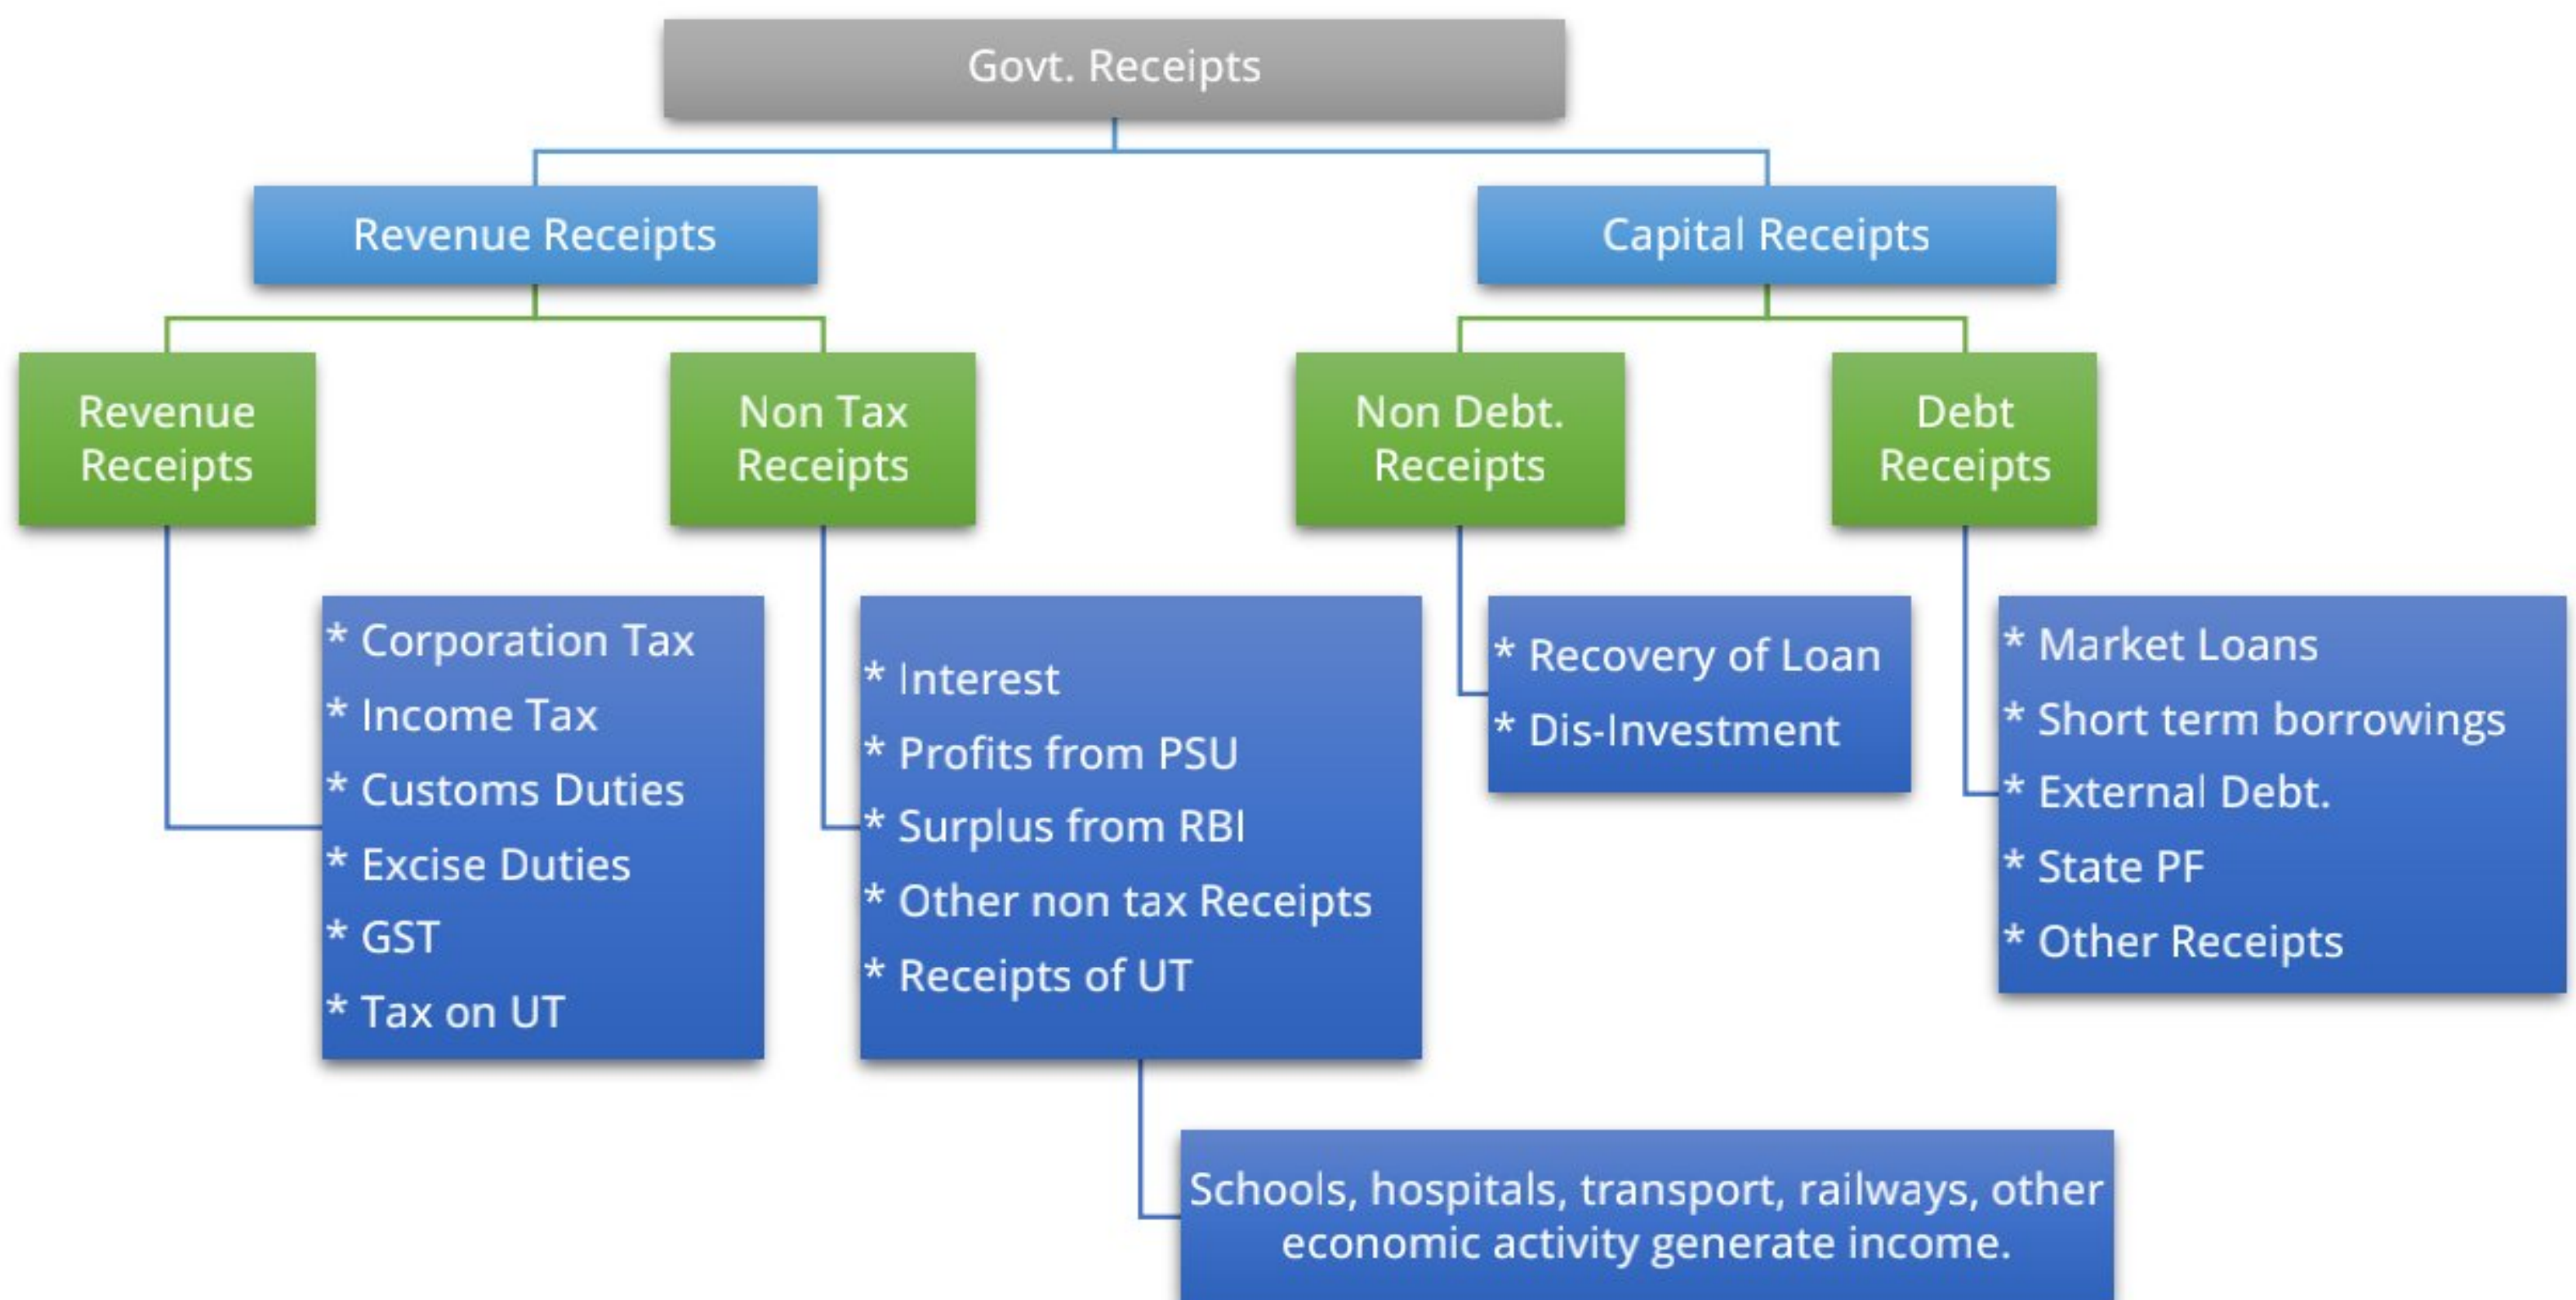 Govt. Receipts
Revenue Receipts
Capital Receipts
Revenue
Receipts
Non Tax
Receipts
Non Debt.
Receipts
Debt
Receipts
* Corporation Tax
* Income Tax
* Customs Duties
* Excise Duties
* GST
* Tax on UT
* Interest
* Profits from PSU
* Surplus from RBI
* Other non tax Receipts
* Receipts of UT
* Recovery of Loan
* Dis-Investment
* Market Loans
* Short term borrowings
* External Debt.
* State PF
* Other Receipts
Schools, hospitals, transport, railways, other
economic activity generate income.